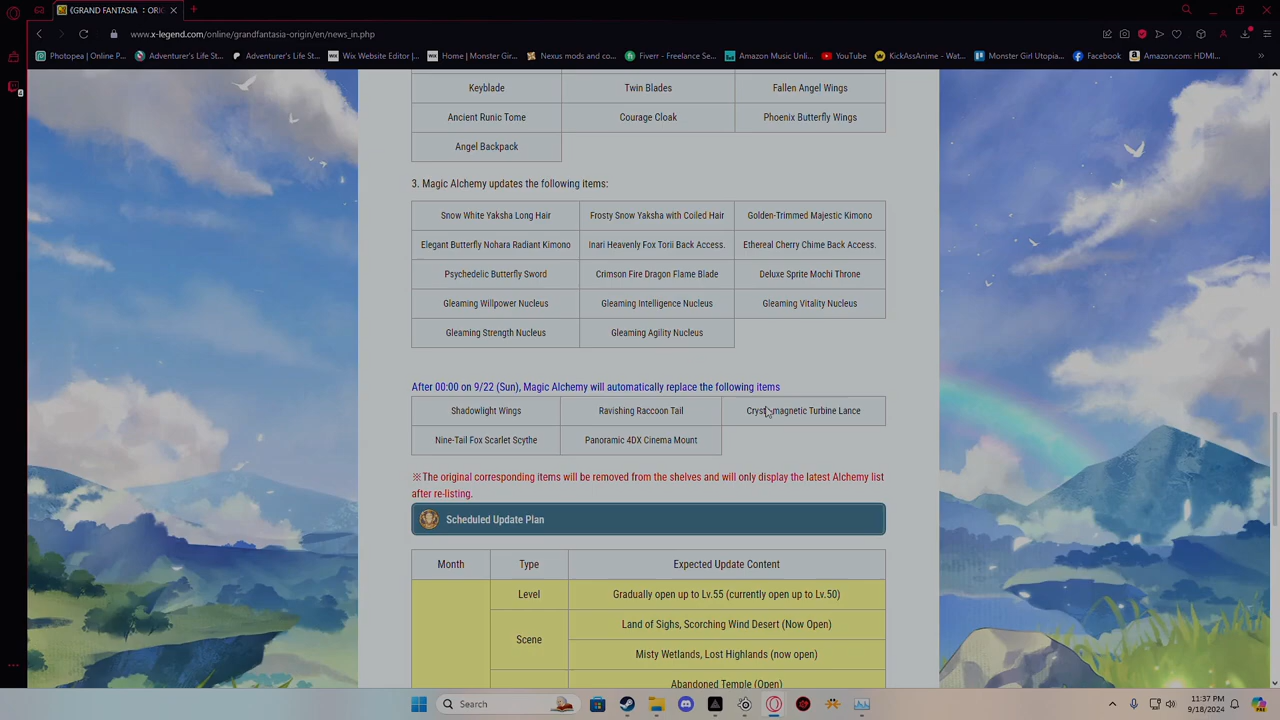 《GRAND FANTASIA ：ORIG
www.x-legend.com/online/grandfantasia-origin/en/news_in.php
Photopea | Online P... Adventurer's Life St... Adventurer's Life St... Wix Website Editor |... Home | Monster Girl... Nexus mods and co... Fiverr - Freelance Se... Amazon Music Unli... YouTube KickAssAnime - Wat... Monster Girl Utopia... Facebook Amazon.com: HDMI...
Keyblade Twin Blades Fallen Angel Wings
Ancient Runic Tome Courage Cloak Phoenix Butterfly Wings
Angel Backpack
3. Magic Alchemy updates the following items:
Snow White Yaksha Long Hair Frosty Snow Yaksha with Coiled Hair Golden-Trimmed Majestic Kimono
Elegant Butterfly Nohara Radiant Kimono Inari Heavenly Fox Torii Back Access. Ethereal Cherry Chime Back Access.
Psychedelic Butterfly Sword Crimson Fire Dragon Flame Blade Deluxe Sprite Mochi Throne
Gleaming Willpower Nucleus Gleaming Intelligence Nucleus Gleaming Vitality Nucleus
Gleaming Strength Nucleus Gleaming Agility Nucleus
After 00:00 on 9/22 (Sun), Magic Alchemy will automatically replace the following items
Shadowlight Wings Ravishing Raccoon Tail Crystalmagnetic Turbine Lance
Nine-Tail Fox Scarlet Scythe Panoramic 4DX Cinema Mount
※The original corresponding items will be removed from the shelves and will only display the latest Alchemy list
after re-listing.
Scheduled Update Plan
Month Type Expected Update Content
Level Gradually open up to Lv.55 (currently open up to Lv.50)
Scene Land of Sighs, Scorching Wind Desert (Now Open)
Misty Wetlands, Lost Highlands (now open)
Abandoned Temple (Open)
Search
11:37 PM
9/18/2024